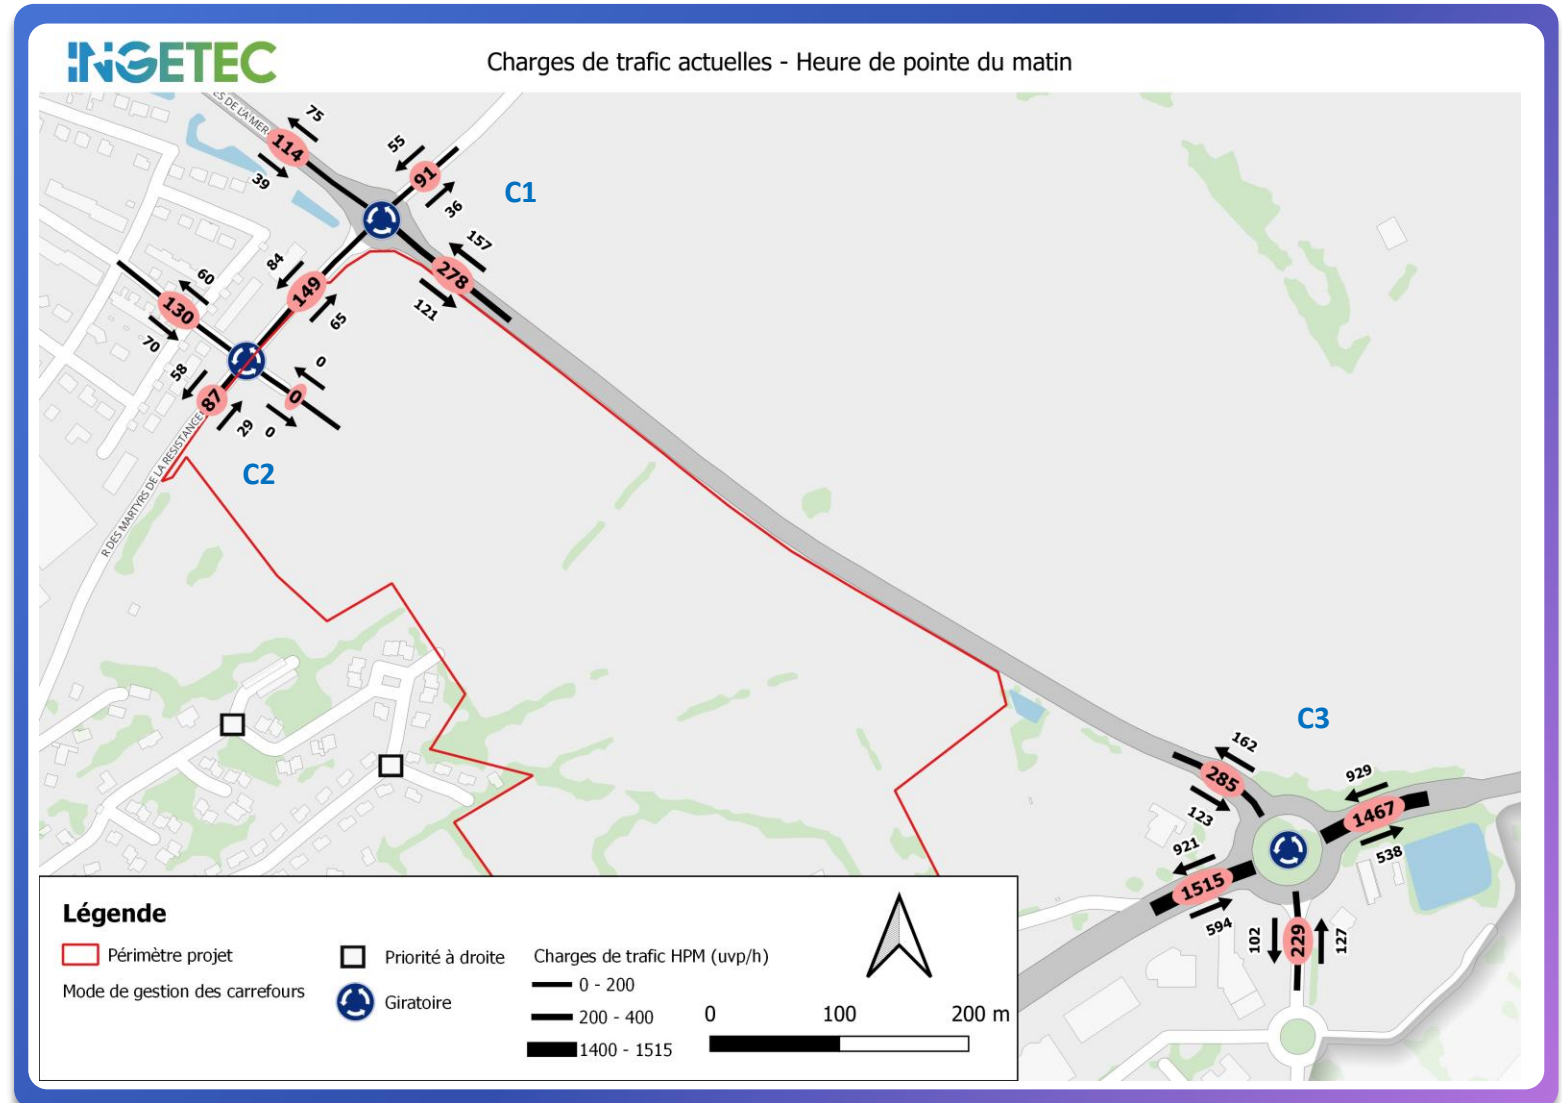 INGETEC
Charges de trafic actuelles - Heure de pointe du matin
ES DE LA MER
75
114
39
55
91
36
C1
157
278
121
84
149
65
60
130
70
58
87
29
0
0
0
C2
R DES MARTYRS DE LA RESISTANCE
C3
162
285
123
929
1467
538
921
1515
594
102
229
127
Légende
Périmètre projet
Mode de gestion des carrefours
Priorité à droite
Giratoire
Charges de trafic HPM (uvp/h)
0 - 200
200 - 400
1400 - 1515
0 100 200 m